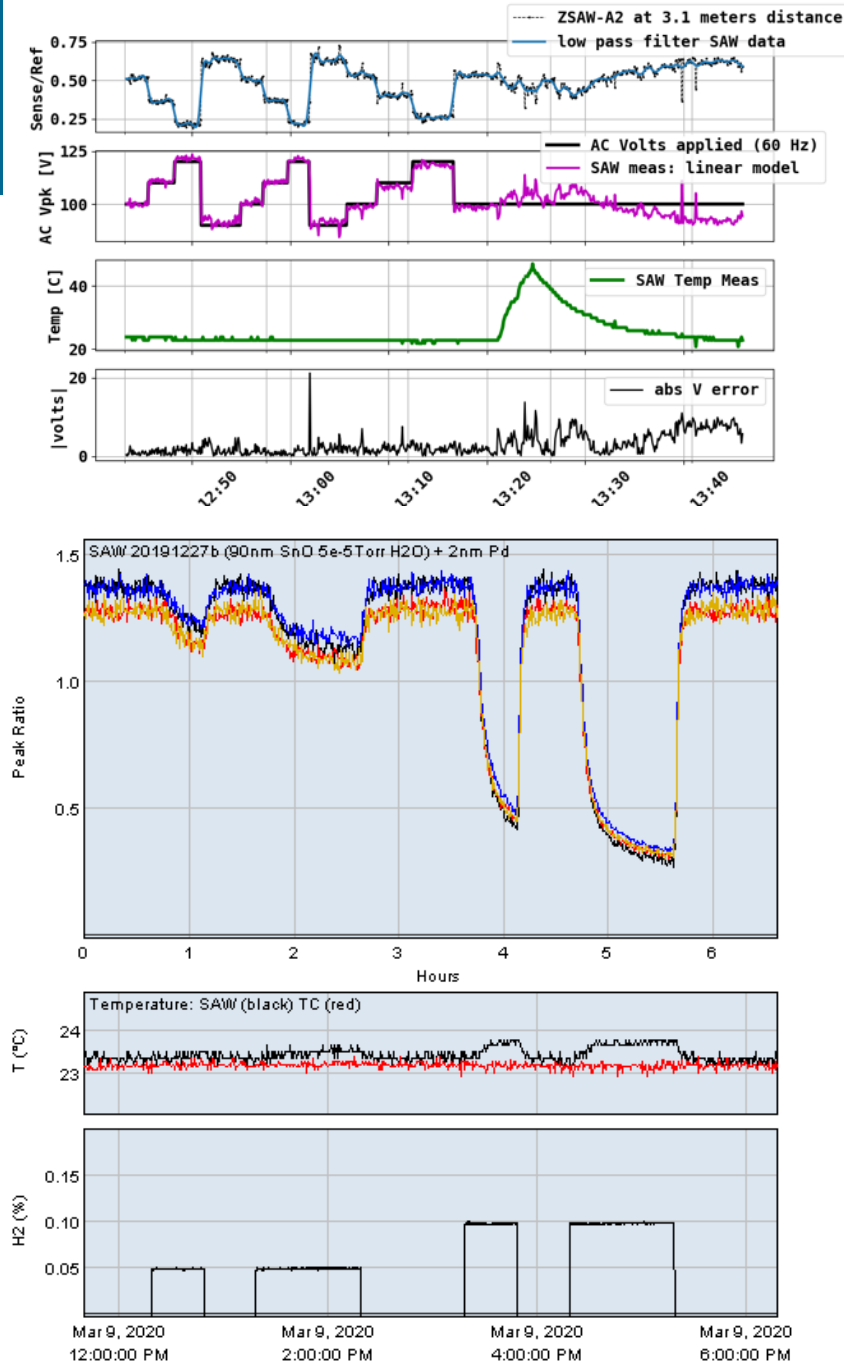 ZSAW-A2 at 3.1 meters distance
low pass filter SAW data
0.75
0.50
0.25
Sense/Ref
AC Volts applied (60 Hz)
SAW meas: linear model
125
100
AC Vpk [V]
SAW Temp Meas
40
20
Temp [C]
abs V error
20
0
|volts|
12:50 13:00 13:10 13:20 13:30 13:40
SAW 20191227b (90nm SnO 5e-5Torr H2O) + 2nm Pd
1.5
1.0
0.5
Peak Ratio
0 1 2 3 4 5 6
Hours
Temperature: SAW (black) TC (red)
24
23
T (°C)
0.15
0.10
0.05
H2 (%)
Mar 9, 2020 Mar 9, 2020 Mar 9, 2020 Mar 9, 2020
12:00:00 PM 2:00:00 PM 4:00:00 PM 6:00:00 PM